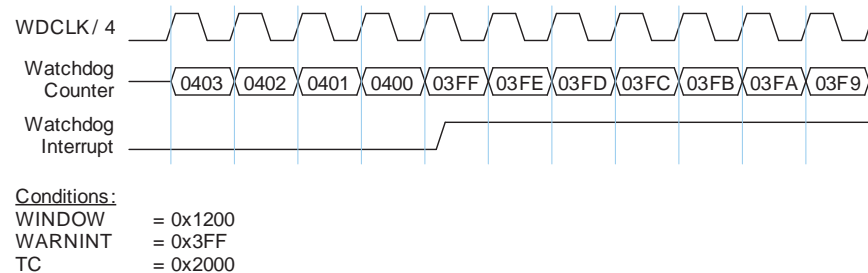 WDCLK / 4
Watchdog
Counter
0403 0402 0401 0400 03FF 03FE 03FD 03FC 03FB 03FA 03F9
Watchdog
Interrupt
Conditions:
WINDOW = 0x1200
WARNINT = 0x3FF
TC = 0x2000